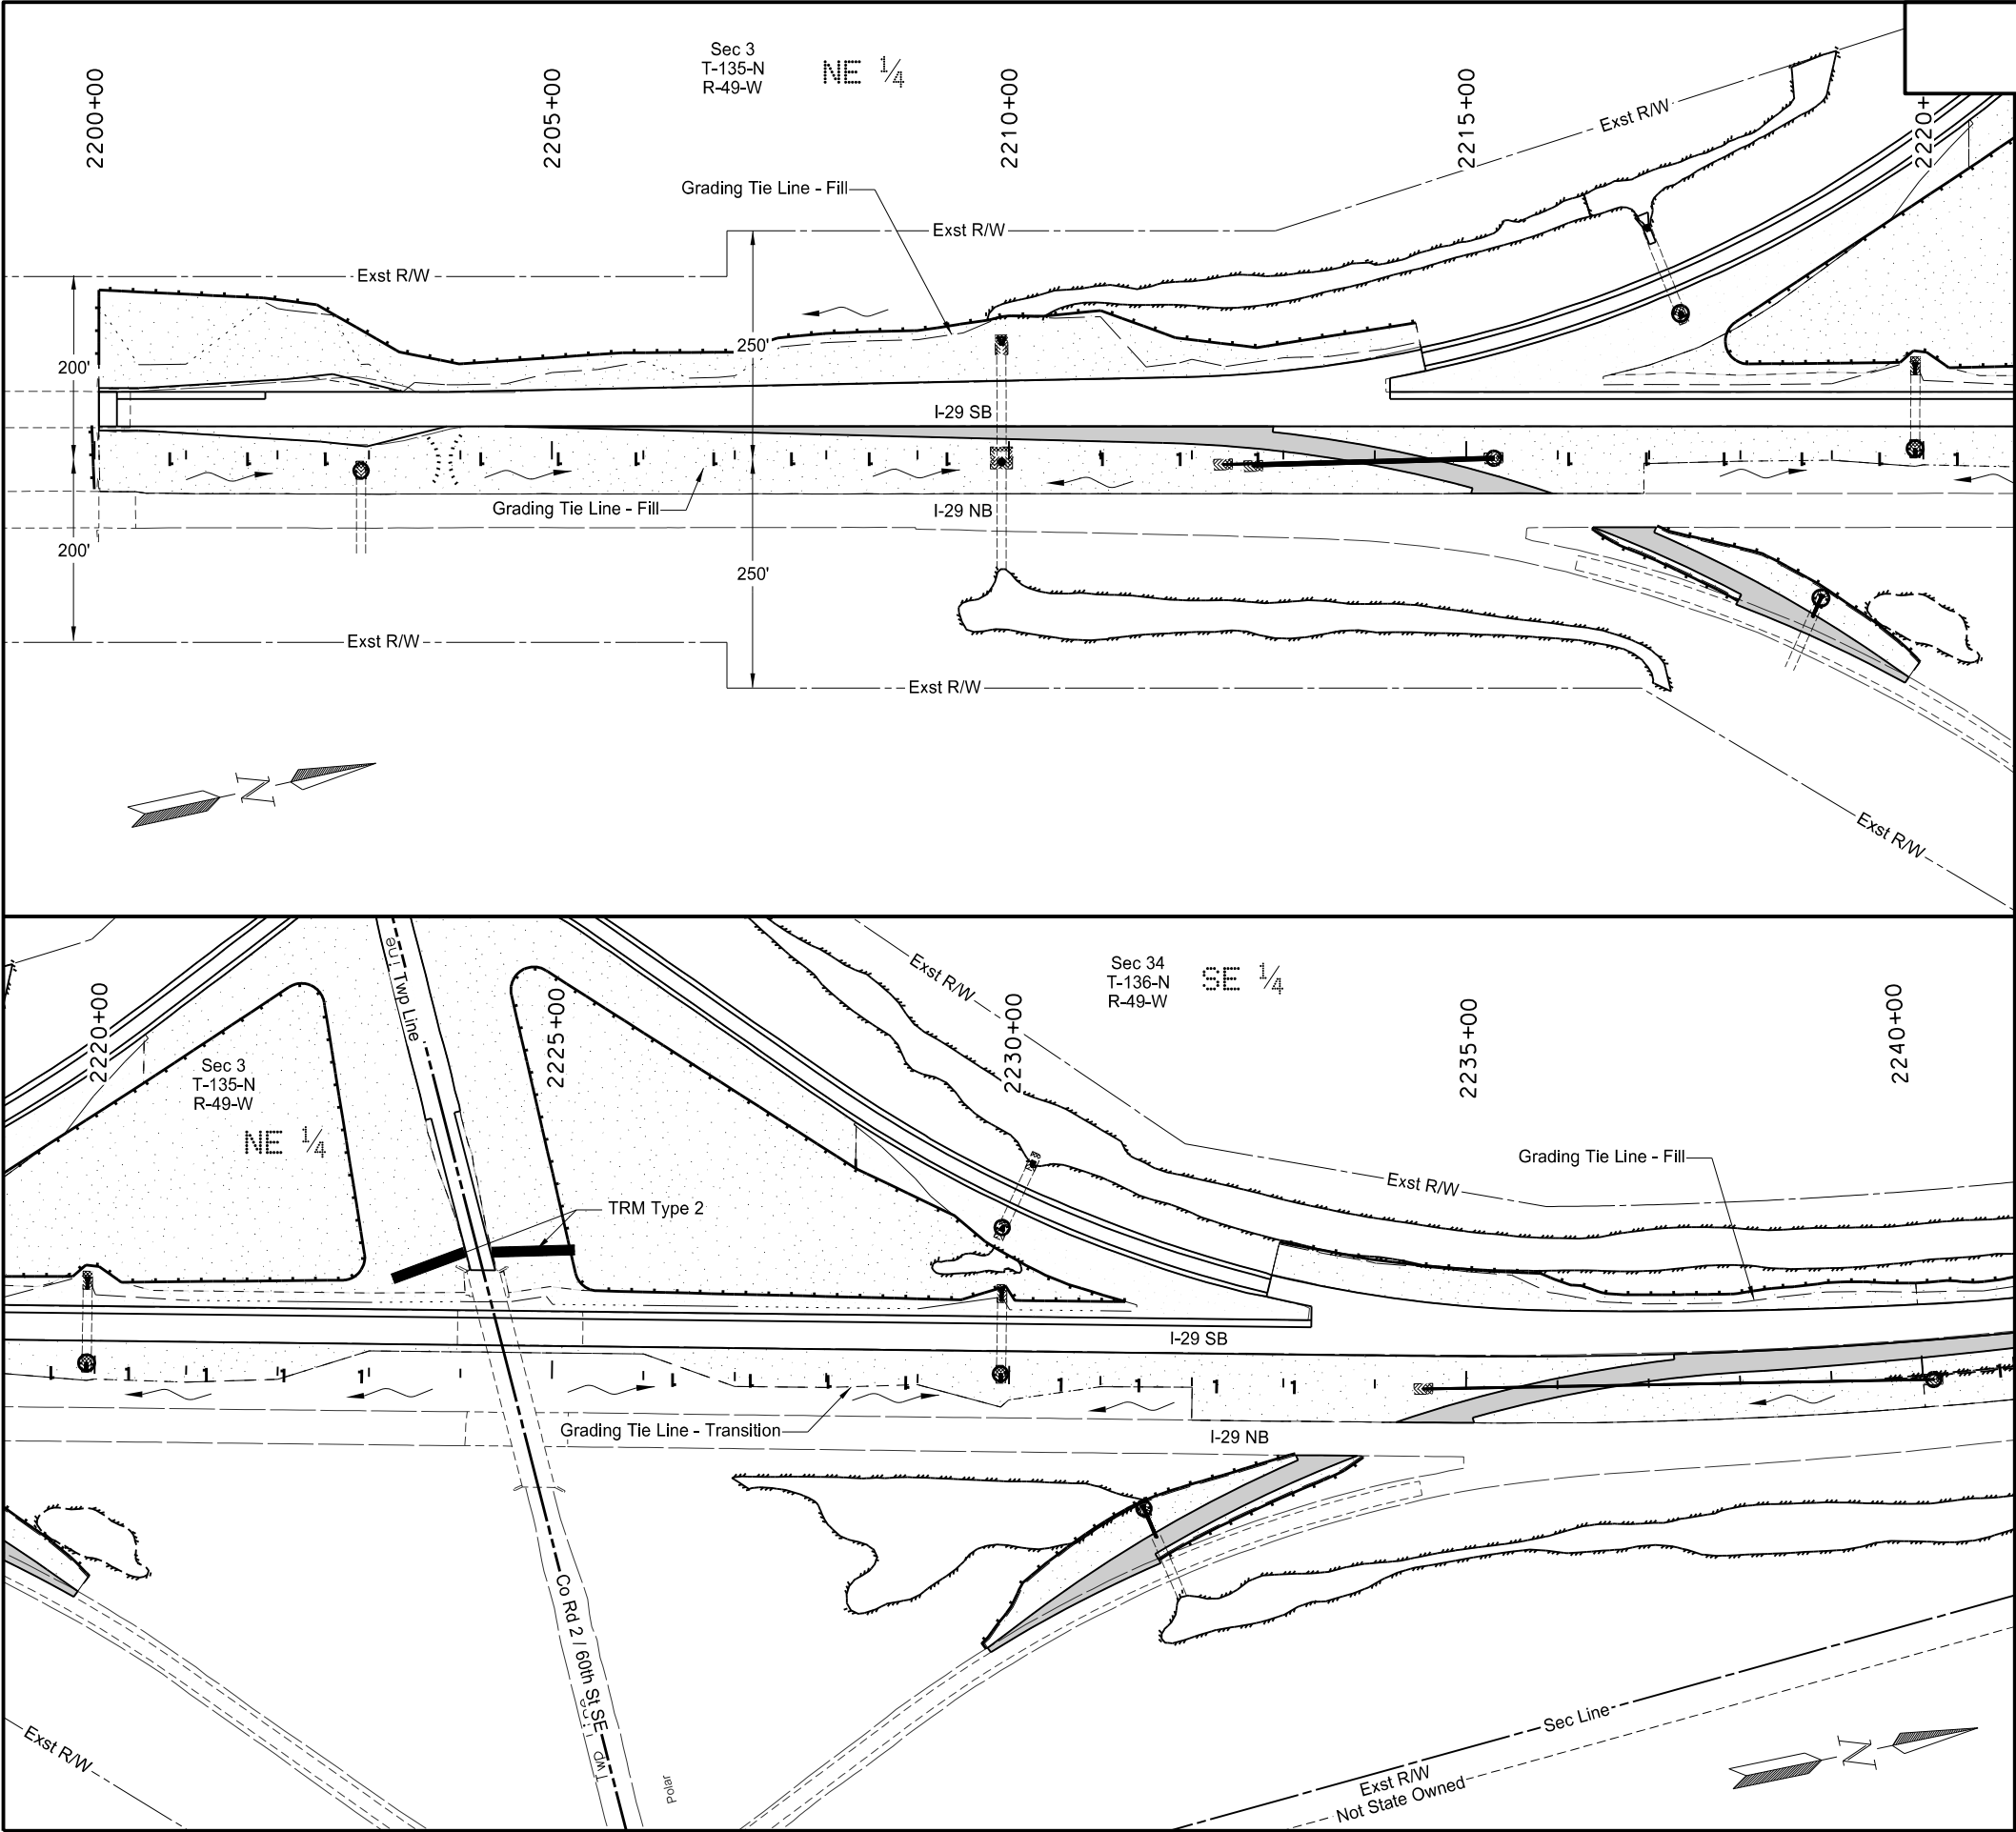 Sec 3
T-135-N
R-49-W
NE 1/4
2200+00
2205+00
2210+00
2215+00
2220+
Exst R/W
Grading Tie Line - Fill
Exst R/W
Exst R/W
250'
200'
I-29 SB
Grading Tie Line - Fill
I-29 NB
200'
250'
Exst R/W
Exst R/W
N
Exst R/W
Sec 34
T-136-N
R-49-W
SE 1/4
Exst R/W
Twp Line
2220+00
2225+00
2230+00
2235+00
2240+00
Sec 3
T-135-N
R-49-W
NE 1/4
Grading Tie Line - Fill
Exst R/W
TRM Type 2
I-29 SB
Grading Tie Line - Transition
I-29 NB
Co Rd 2 / 60th St SE
Twp Line
Sec Line
Exst R/W
Exst R/W
Not State Owned
N
Polar